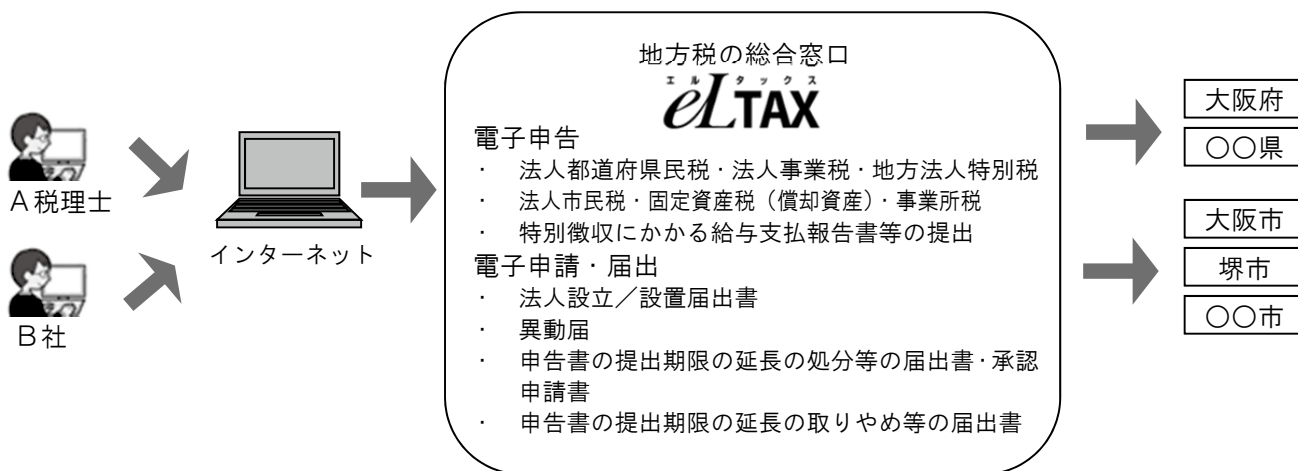 A税理士
B社
インターネット
地方税の総合窓口
エルタックス
eLTAX
電子申告
・ 法人都道府県民税・法人事業税・地方法人特別税
・ 法人市民税・固定資産税（償却資産）・事業所税
・ 特別徴収にかかる給与支払報告書等の提出
電子申請・届出
・ 法人設立／設置届出書
・ 異動届
・ 申告書の提出期限の延長の処分等の届出書・承認
申請書
・ 申告書の提出期限の延長の取りやめ等の届出書
大阪府
〇〇県
大阪市
堺市
〇〇市